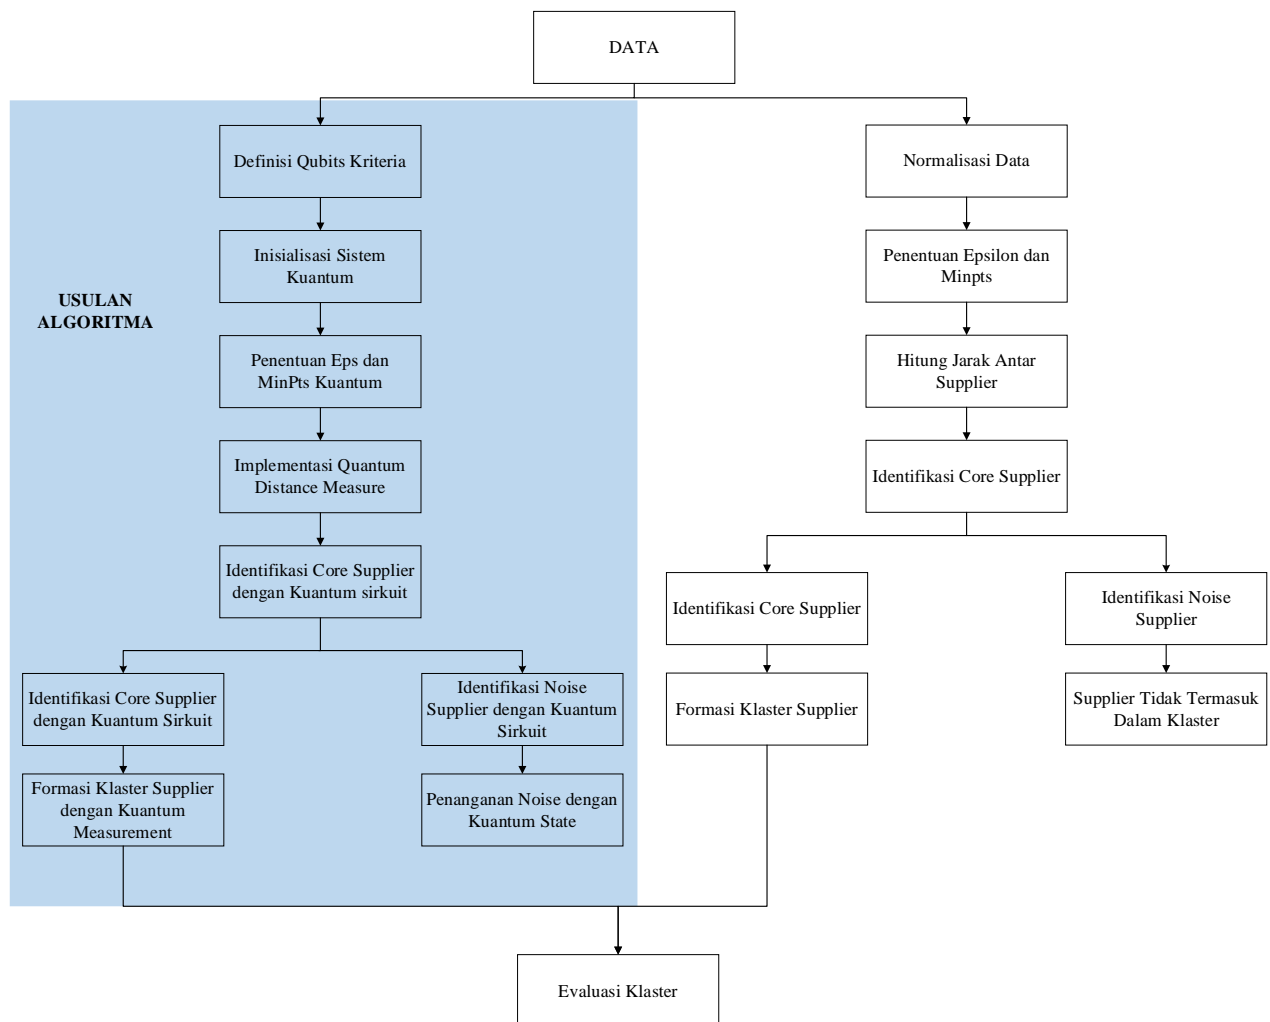 DATA
Definisi Qubits Kriteria
Inisialisasi Sistem
Kuantum
USULAN
ALGORITMA
Penentuan Eps dan
MinPts Kuantum
Implementasi Quantum
Distance Measure
Identifikasi Core Supplier
dengan Kuantum sirkuit
Identifikasi Core Supplier
dengan Kuantum Sirkuit
Identifikasi Noise
Supplier dengan Kuantum
Sirkuit
Formasi Klaster Supplier
dengan Kuantum
Measurement
Penanganan Noise dengan
Kuantum State
Normalisasi Data
Penentuan Epsilon dan
Minpts
Hitung Jarak Antar
Supplier
Identifikasi Core Supplier
Identifikasi Core Supplier
Identifikasi Noise
Supplier
Formasi Klaster Supplier
Supplier Tidak Termasuk
Dalam Klaster
Evaluasi Klaster